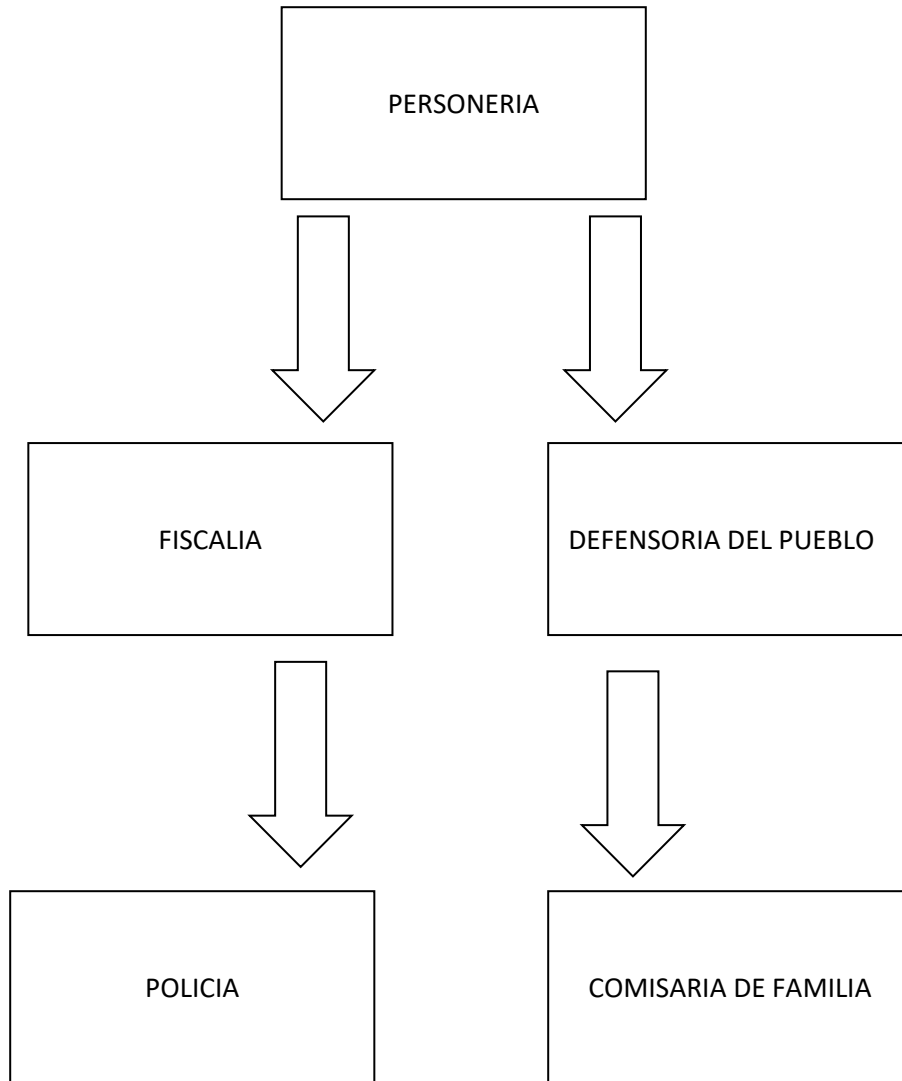 PERSONERIA
FISCALIA
DEFENSORIA DEL PUEBLO
POLICIA
COMISARIA DE FAMILIA